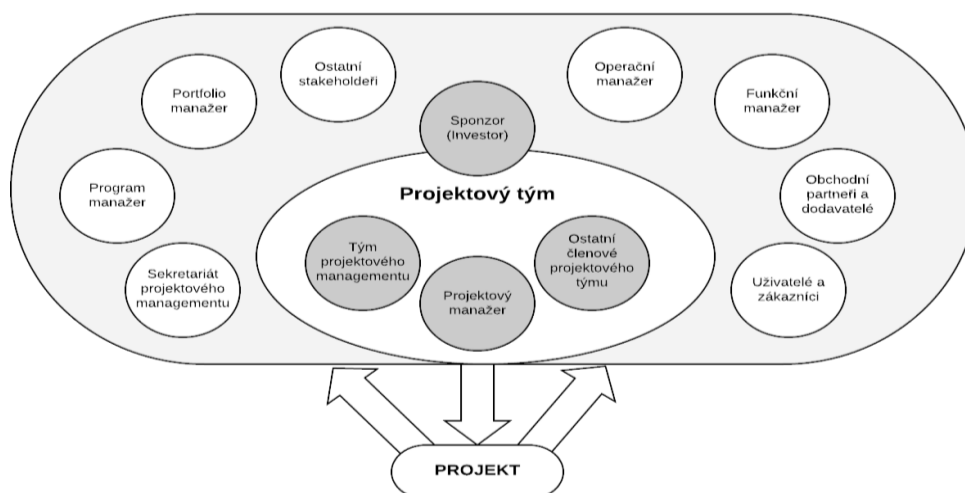 Ostatní
stakeholdeři
Operační
manažer
Portfolio
manažer
Funkční
manažer
Sponzor
(Investor)
Program
manažer
Projektový tým
Obchodní
partneři a
dodavatelé
Tým
projektového
managementu
Ostatní
členové
projektového
týmu
Sekretariát
projektového
managementu
Projektový
manažer
Uživatelé a
zákazníci
PROJEKT